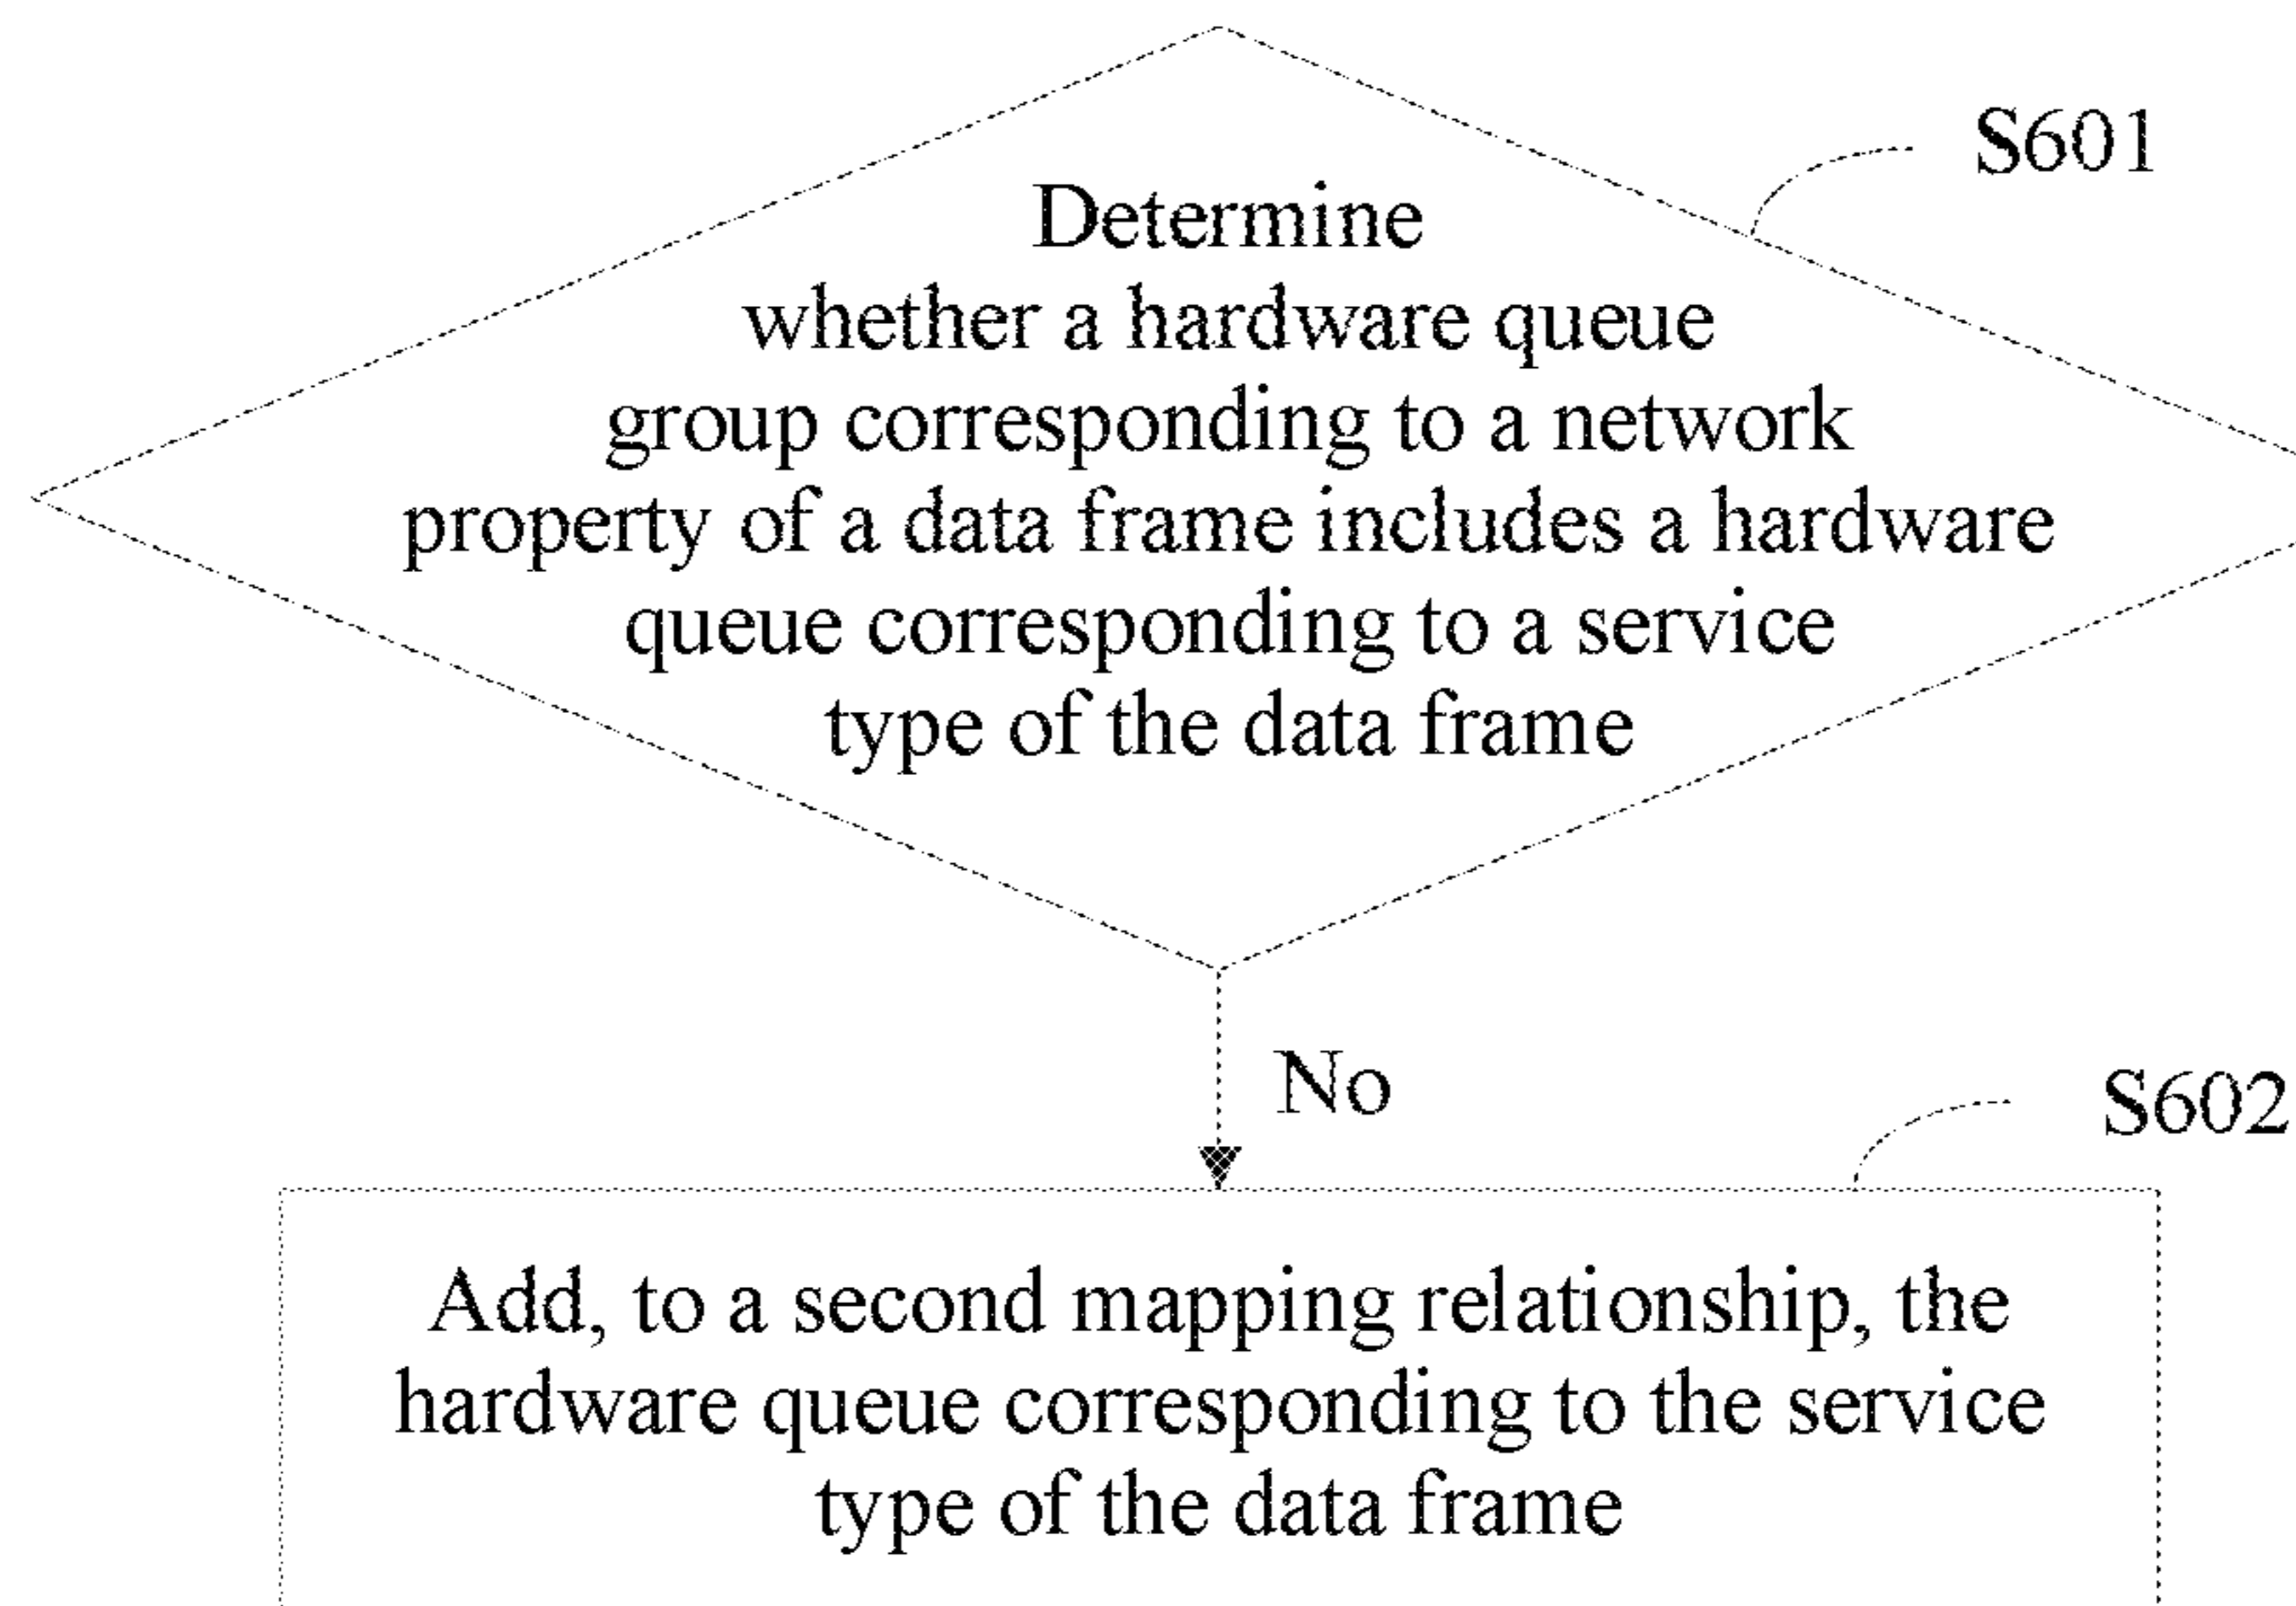 S601
Determine
whether a hardware queue
group corresponding to a network
property of a data frame includes a hardware
queue corresponding to a service
type of the data frame
No
S602
Add, to a second mapping relationship, the
hardware queue corresponding to the service
type of the data frame